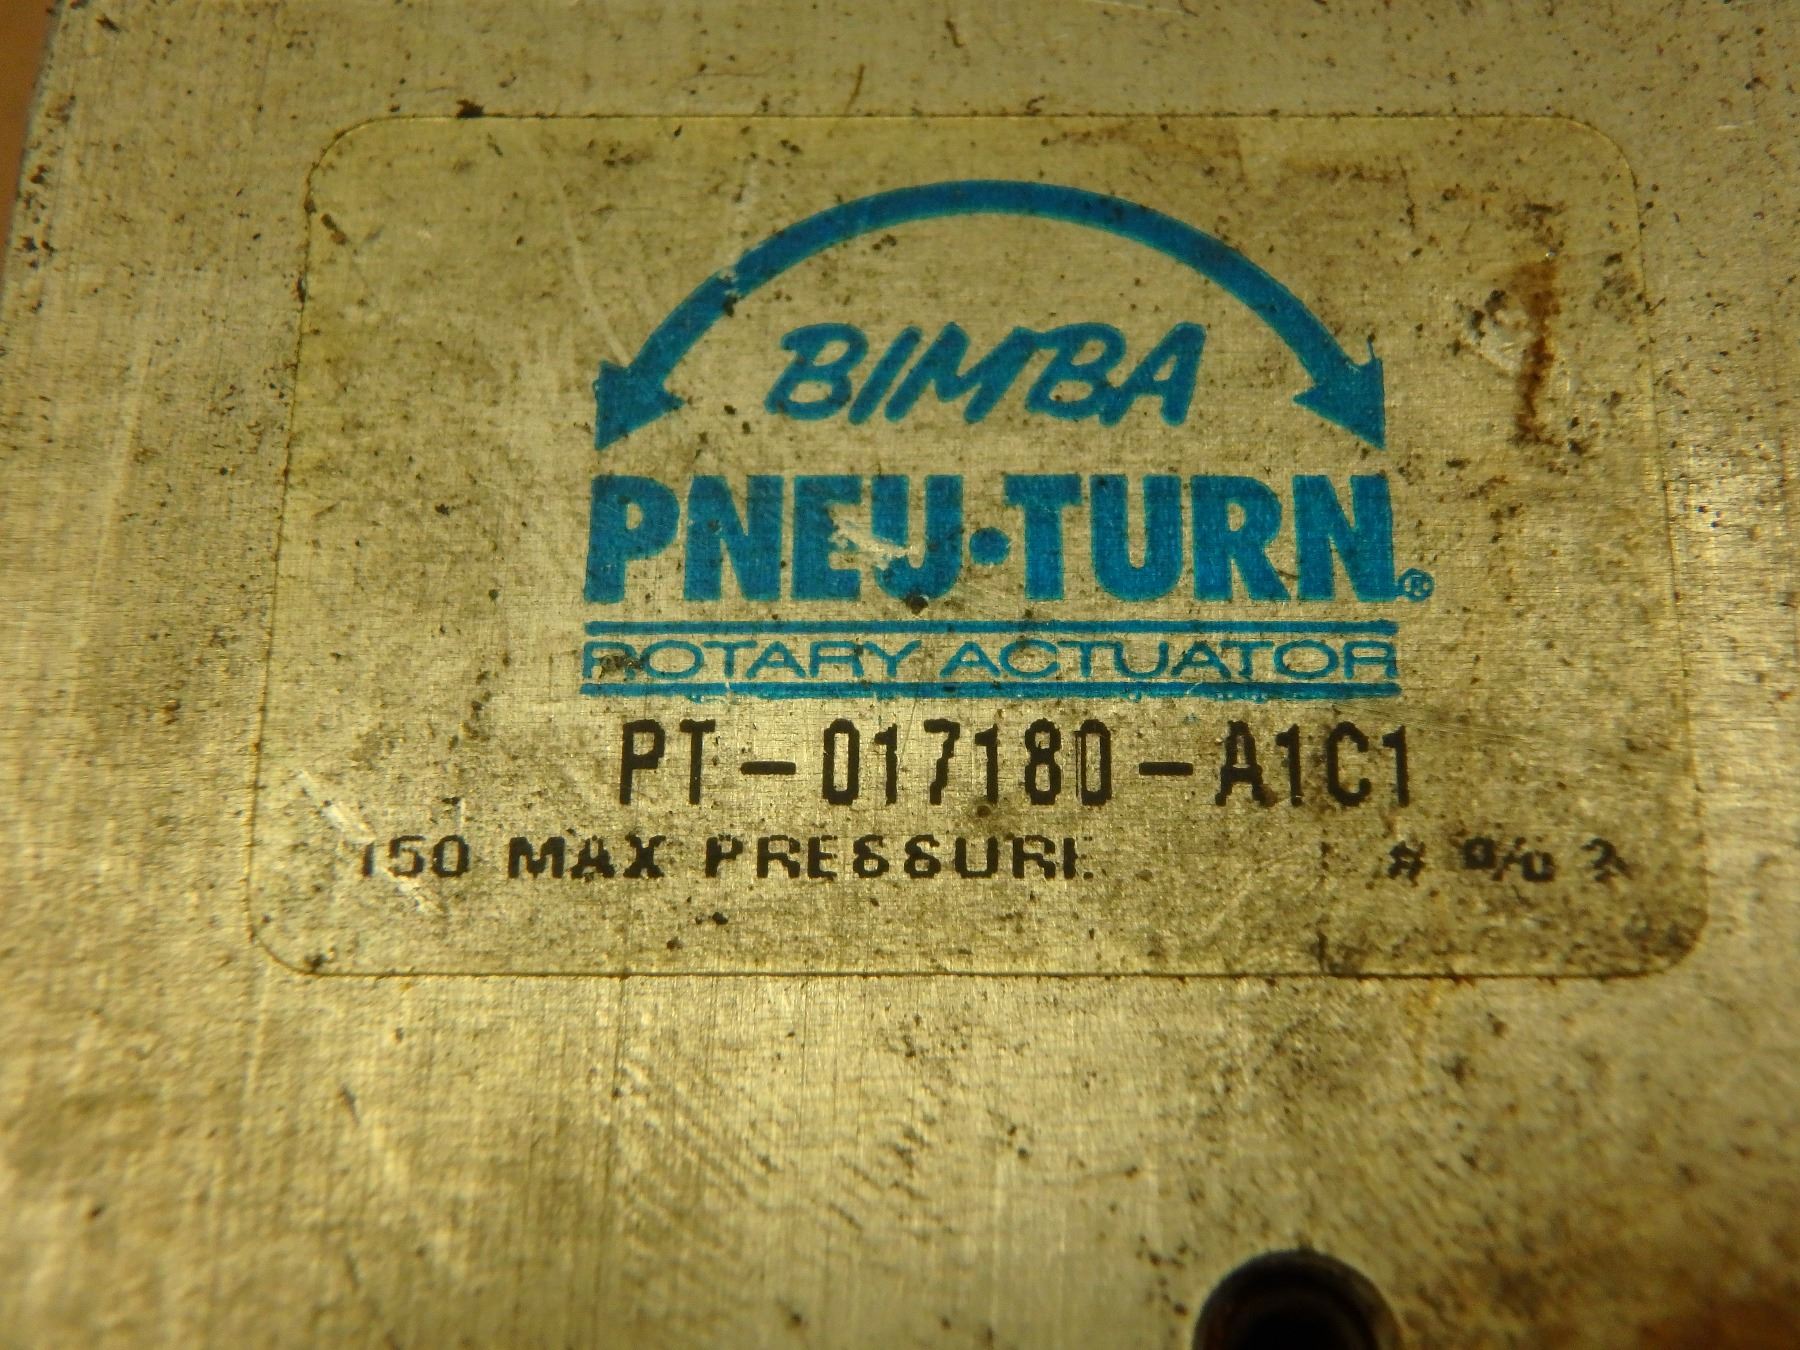 BIMBA
PNEU•TURN®
ROTARY ACTUATOR
PT-017180-A1C1
150 MAX PRESSURE